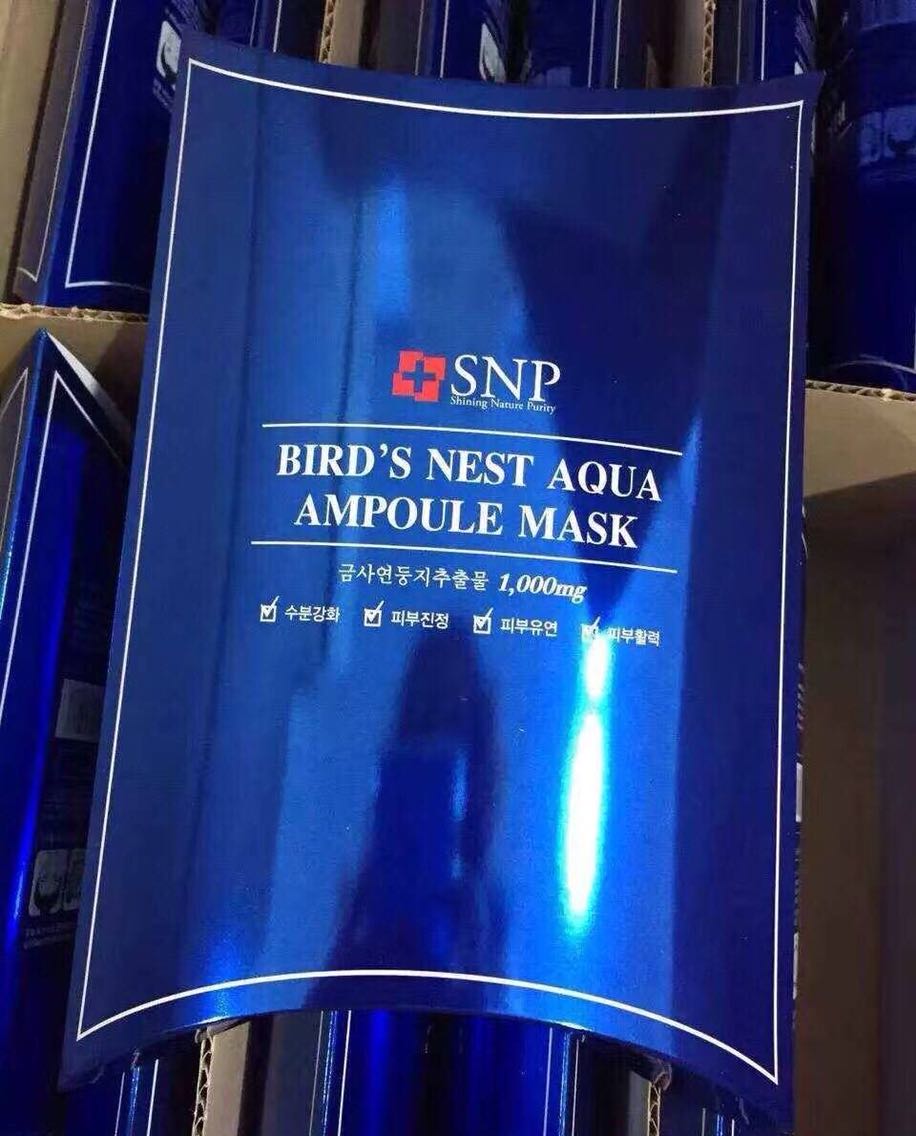 SNP
Shining Nature Purity
BIRD'S NEST AQUA
AMPOULE MASK
금사연둥지추출물 1,000mg
수분강화 피부진정 피부유연 피부활력